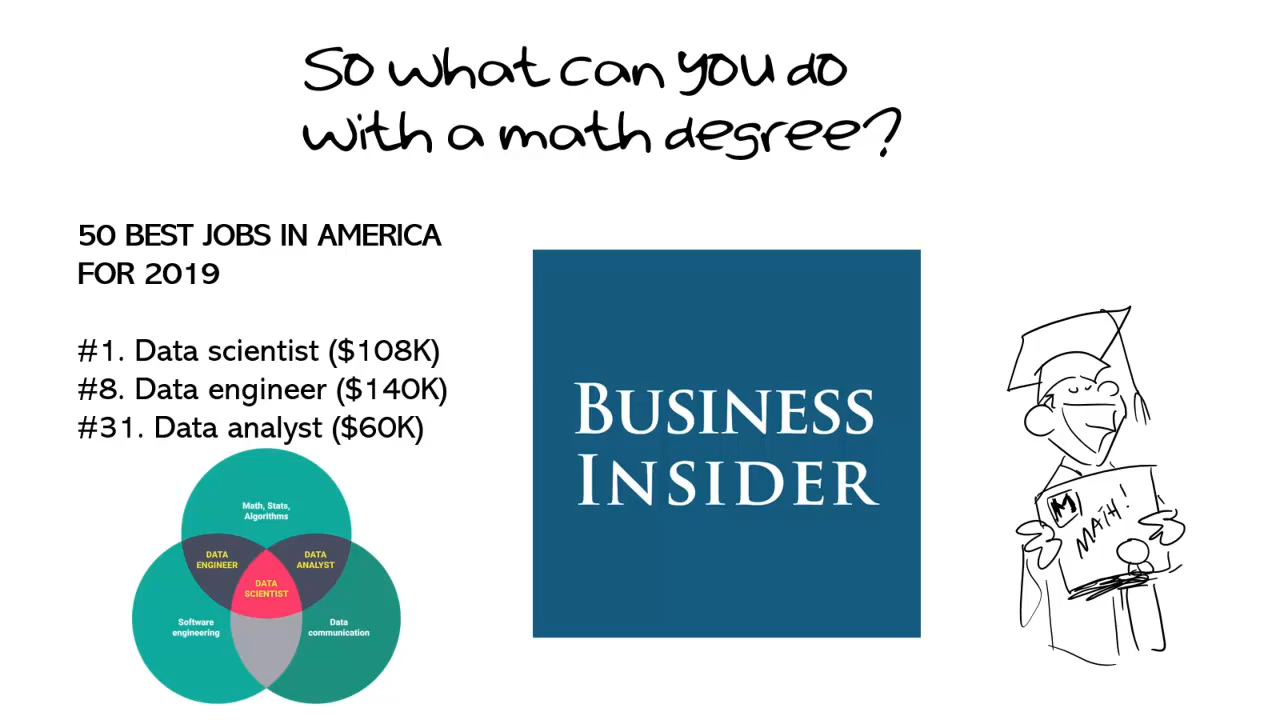 So what can you do
with a math degree?
50 BEST JOBS IN AMERICA
FOR 2019
#1. Data scientist ($108K)
#8. Data engineer ($140K)
#31. Data analyst ($60K)
Math, Stats,
Algorithms
DATA
ENGINEER
DATA
ANALYST
DATA
SCIENTIST
Software
engineering
Data
communication
BUSINESS
INSIDER
M
MATH!